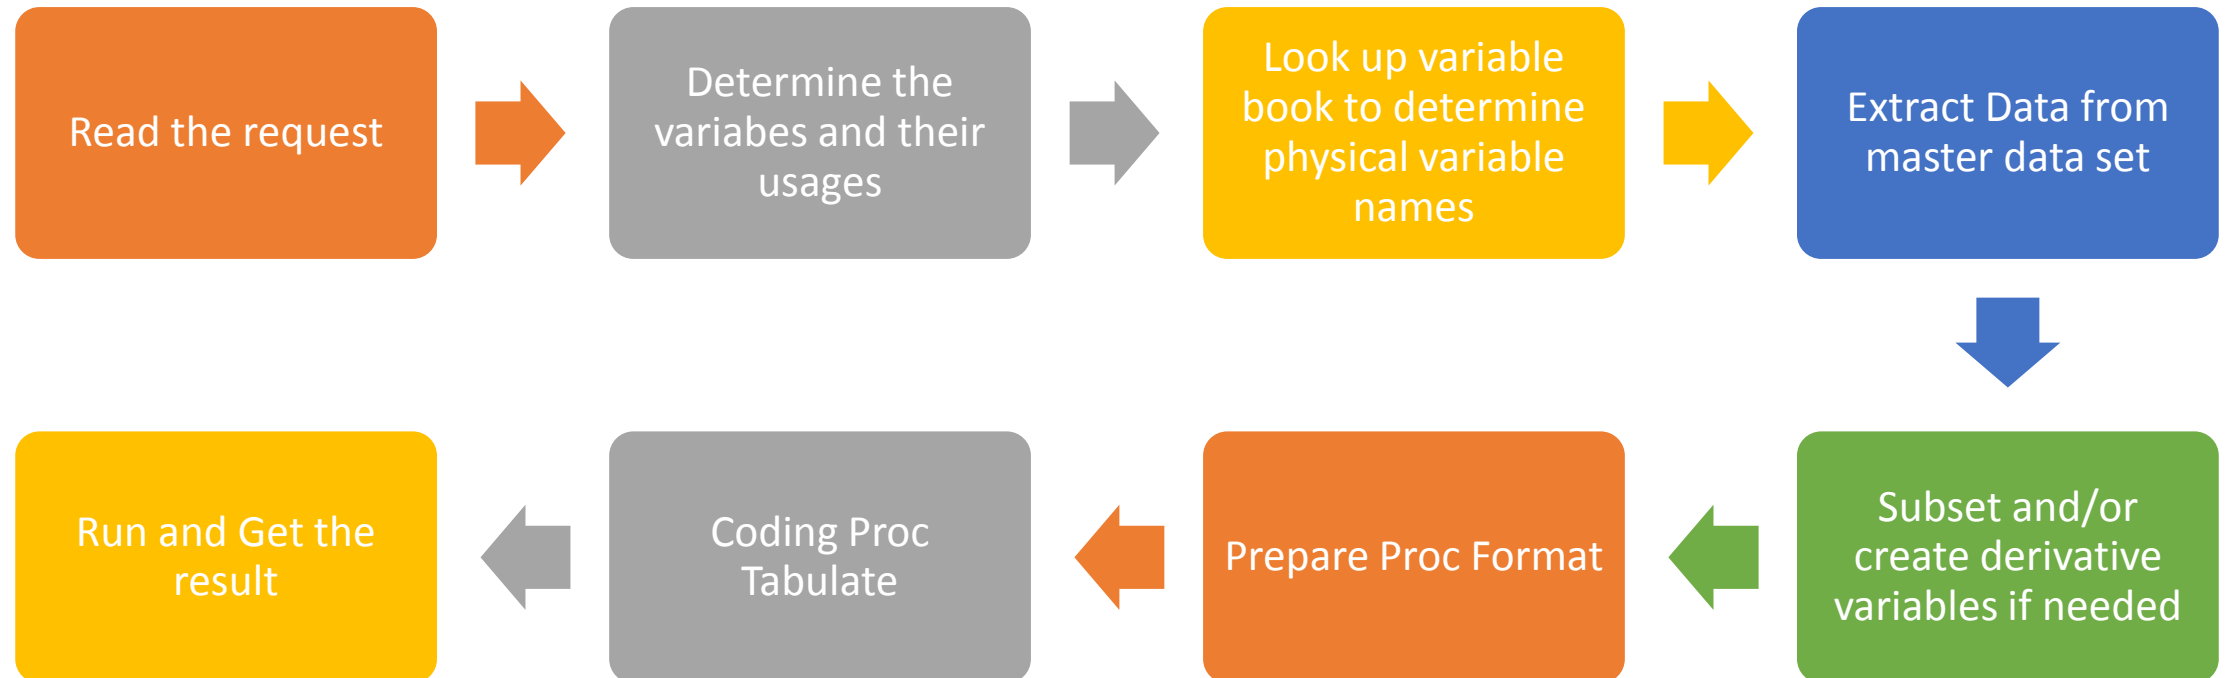 Read the request
Determine the
variabes and their
usages
Look up variable
book to determine
physical variable
names
Extract Data from
master data set
Subset and/or
create derivative
variables if needed
Prepare Proc Format
Coding Proc
Tabulate
Run and Get the
result